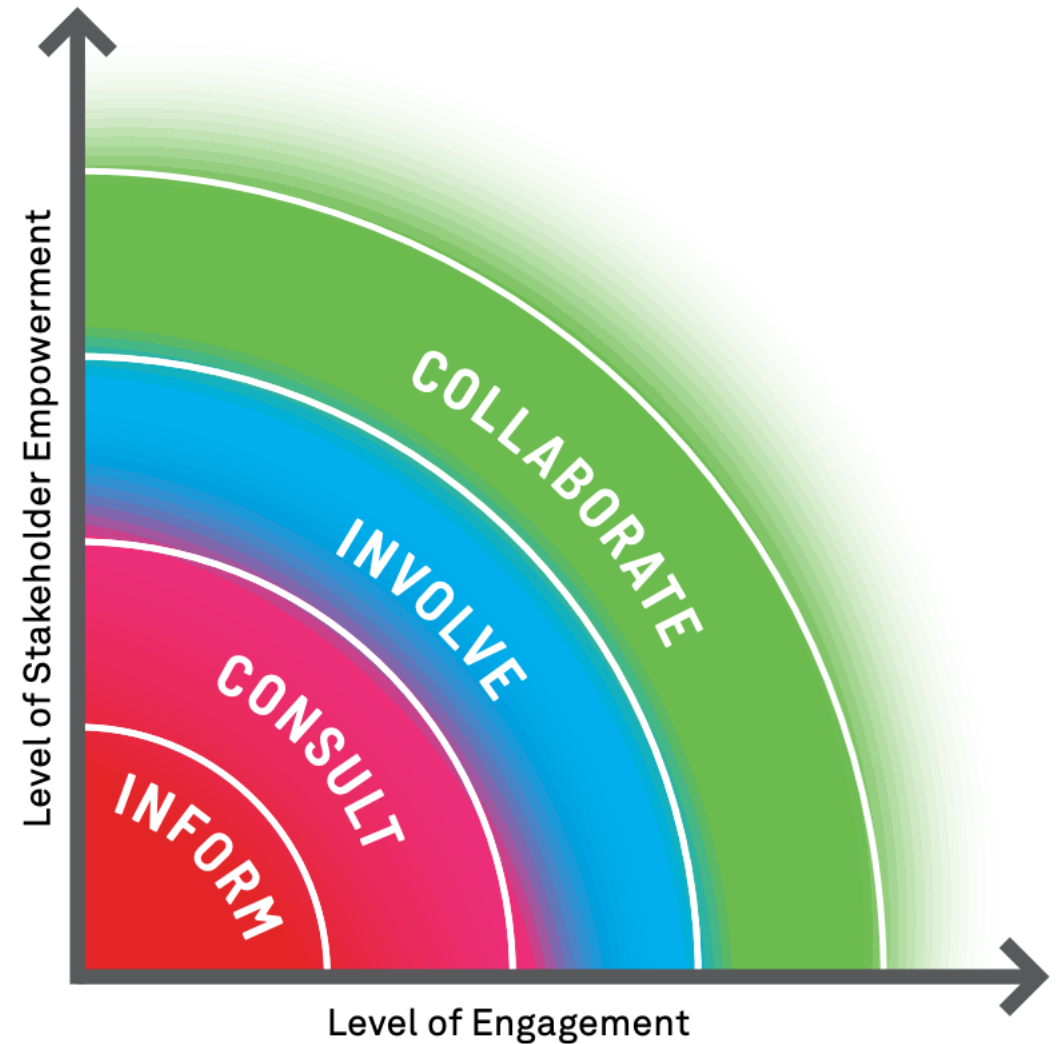 Level of Stakeholder Empowerment
COLLABORATE
INVOLVE
CONSULT
INFORM
Level of Engagement